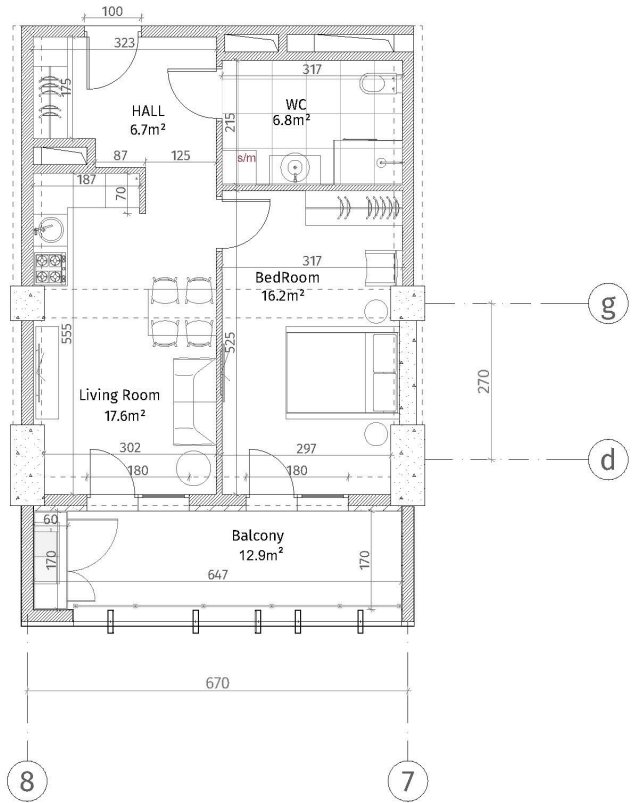 100
323
317
175
HALL
6.7m²
WC
6.8m²
215
87
125
s/m
187
70
317
BedRoom
16.2m²
g
555
525
270
Living Room
17.6m²
302
297
d
180
180
60
Balcony
12.9m²
170
170
647
670
8
7